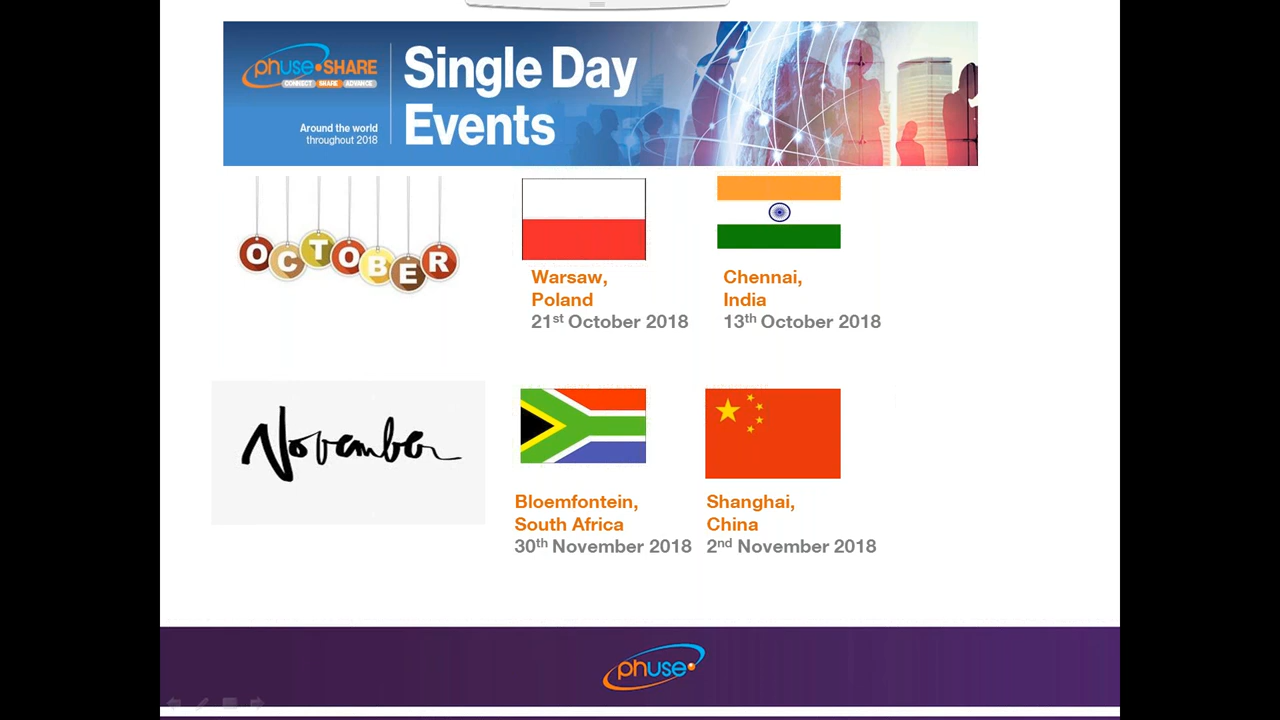 phuse•SHARE
CONNECT SHARE ADVANCE
Around the world
throughout 2018
Single Day
Events
OCTOBER
Warsaw,
Poland
21st October 2018
Chennai,
India
13th October 2018
November
Bloemfontein,
South Africa
30th November 2018
Shanghai,
China
2nd November 2018
phuse